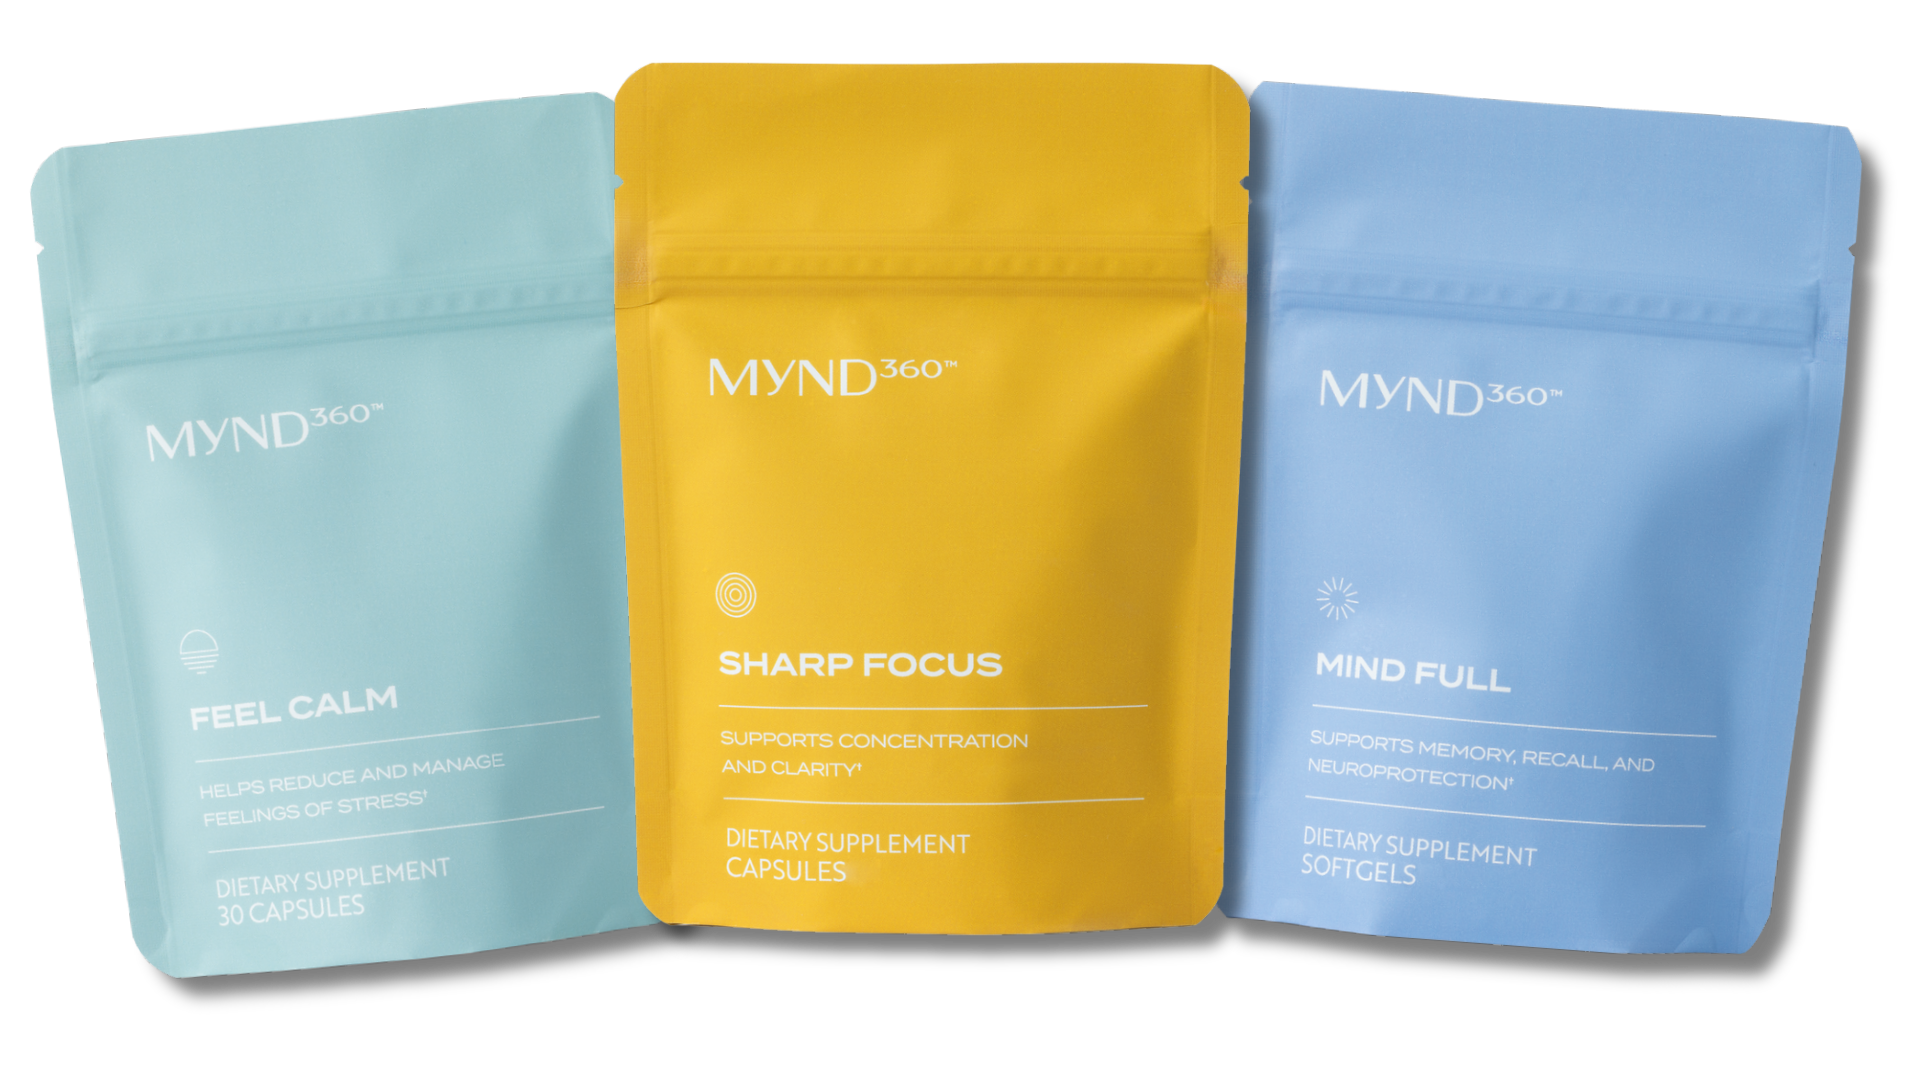 MYND360™
FEEL CALM
HELPS REDUCE AND MANAGE
FEELINGS OF STRESS†
DIETARY SUPPLEMENT
30 CAPSULES
MYND360™
SHARP FOCUS
SUPPORTS CONCENTRATION
AND CLARITY†
DIETARY SUPPLEMENT
CAPSULES
MYND360™
MIND FULL
SUPPORTS MEMORY, RECALL, AND
NEUROPROTECTION†
DIETARY SUPPLEMENT
SOFTGELS